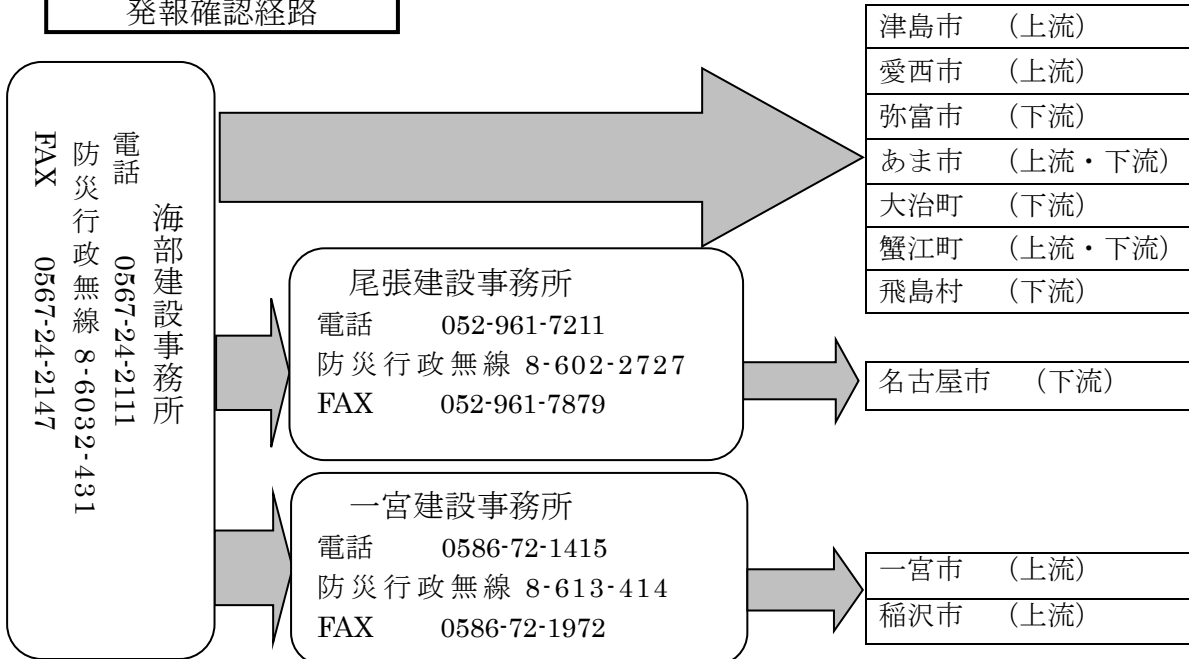 発報確認経路
海部建設事務所
電話 0567-24-2111
防災行政無線 8-6032-431
FAX 0567-24-2147
津島市 （上流）
愛西市 （上流）
弥富市 （下流）
あま市 （上流・下流）
大治町 （下流）
蟹江町 （上流・下流）
飛島村 （下流）
尾張建設事務所
電話 052-961-7211
防災行政無線 8-602-2727
FAX 052-961-7879
名古屋市 （下流）
一宮建設事務所
電話 0586-72-1415
防災行政無線 8-613-414
FAX 0586-72-1972
一宮市 （上流）
稲沢市 （上流）